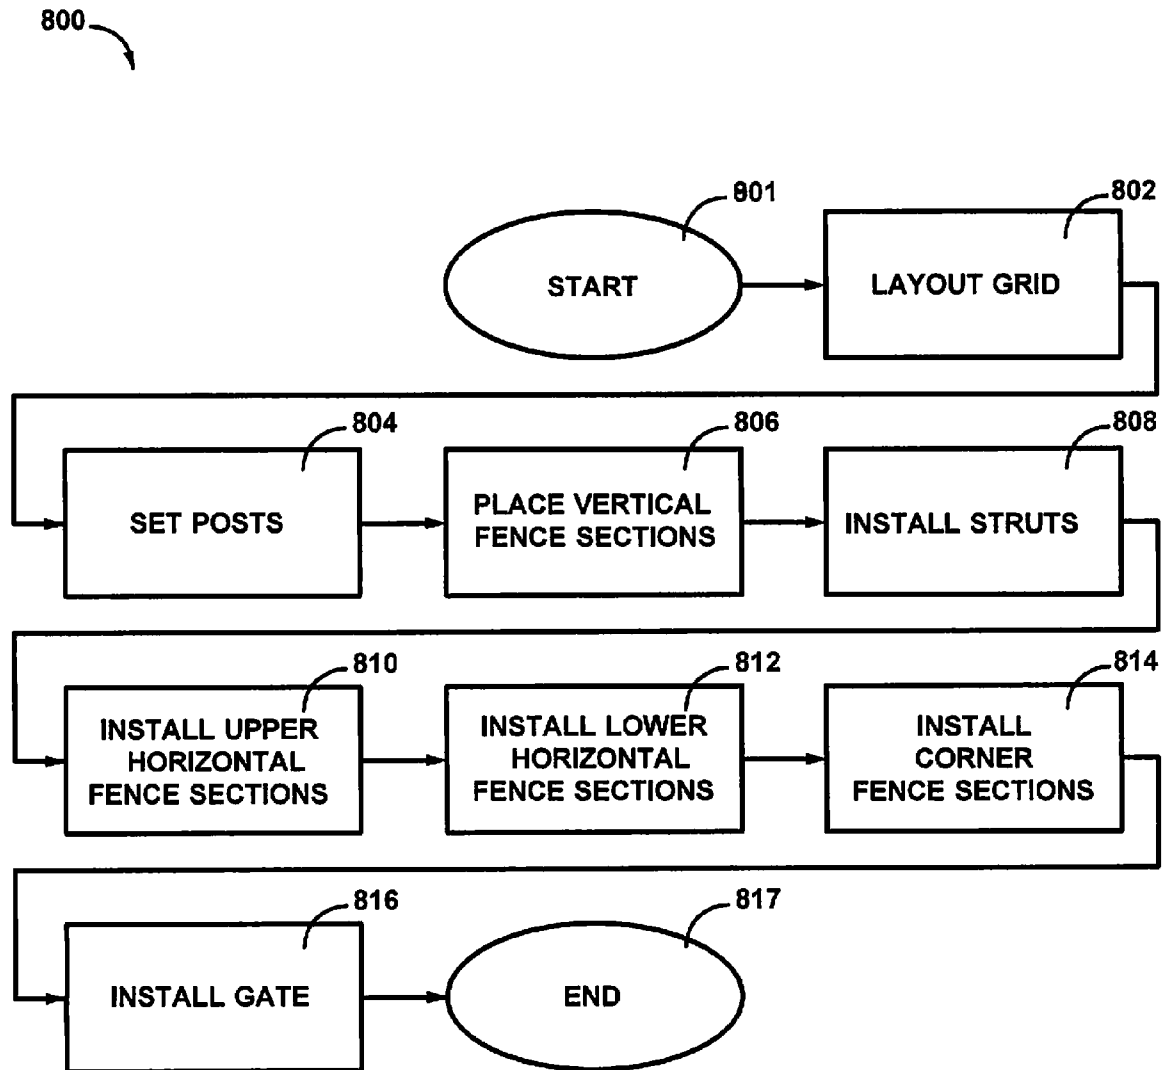 800
801
802
START
LAYOUT GRID
804
806
808
SET POSTS
PLACE VERTICAL
FENCE SECTIONS
INSTALL STRUTS
810
812
814
INSTALL UPPER
HORIZONTAL
FENCE SECTIONS
INSTALL LOWER
HORIZONTAL
FENCE SECTIONS
INSTALL
CORNER
FENCE SECTIONS
816
817
INSTALL GATE
END